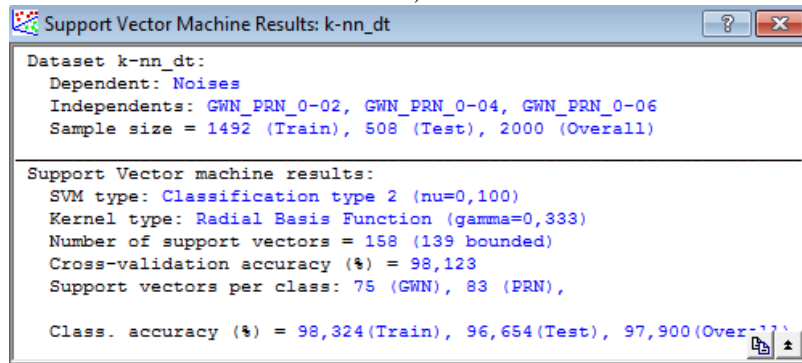 Support Vector Machine Results: k-nn_dt
Dataset k-nn_dt:
Dependent: Noises
Independents: GWN_PRN_0-02, GWN_PRN_0-04, GWN_PRN_0-06
Sample size = 1492 (Train), 508 (Test), 2000 (Overall)
Support Vector machine results:
SVM type: Classification type 2 (nu=0,100)
Kernel type: Radial Basis Function (gamma=0,333)
Number of support vectors = 158 (139 bounded)
Cross-validation accuracy (%) = 98,123
Support vectors per class: 75 (GWN), 83 (PRN),
Class. accuracy (%) = 98,324(Train), 96,654(Test), 97,900(Overall)